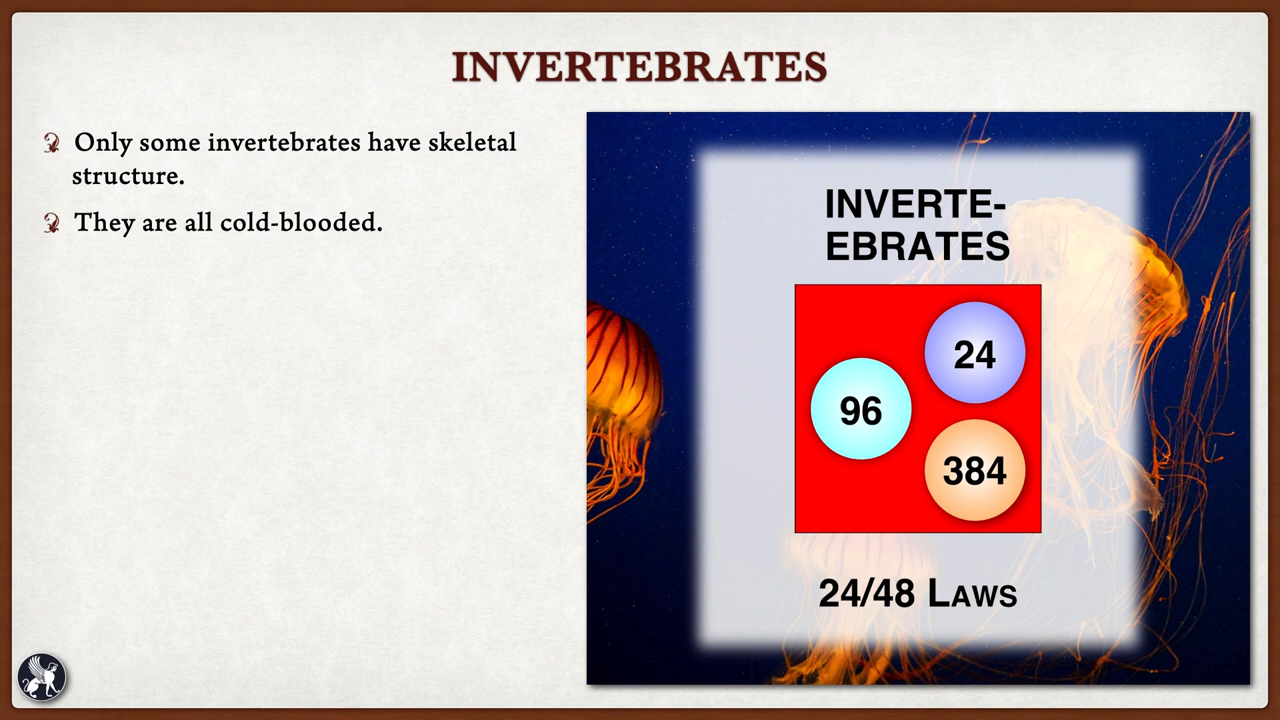 INVERTEBRATES
Only some invertebrates have skeletal
structure.
They are all cold-blooded.
INVERTE-
EBRATES
24
96
384
24/48 LAWS